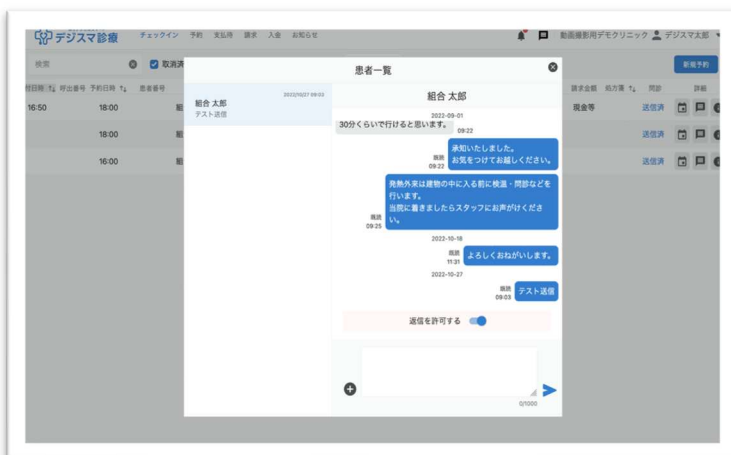 デジスマ診療
チェックイン 予約 支払待 請求 入金 お知らせ
動画撮影用デモクリニック
デジスマ太郎
検索
取消済
新規予約
患者一覧
呼出番号 予約日時 患者番号
請求金額 処方箋 問診 詳細
16:50 18:00
現金等 送信済
18:00
送信済
16:00
送信済
組合 太郎
2022/10/27 09:03
テスト送信
組合 太郎
2022-09-01
30分くらいで行けると思います。
09:22
承知いたしました。
お気をつけてお越しください。
既読
09:22
発熱外来は建物の中に入る前に検温・問診などを
行います。
当院に着きましたらスタッフにお声がけくださ
い。
既読
09:25
2022-10-18
よろしくおねがいします。
既読
11:31
2022-10-27
テスト送信
既読
09:03
返信を許可する
0/1000